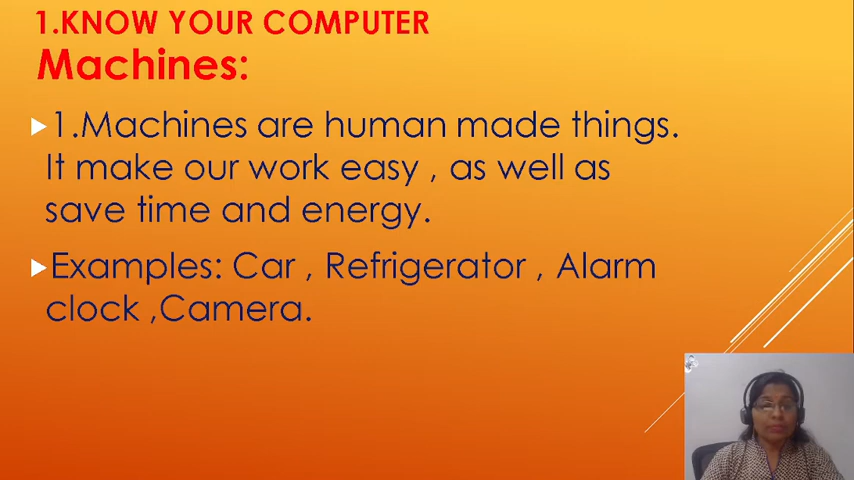 1.KNOW YOUR COMPUTER
Machines:
1.Machines are human made things.
It make our work easy , as well as
save time and energy.
Examples: Car , Refrigerator , Alarm
clock ,Camera.